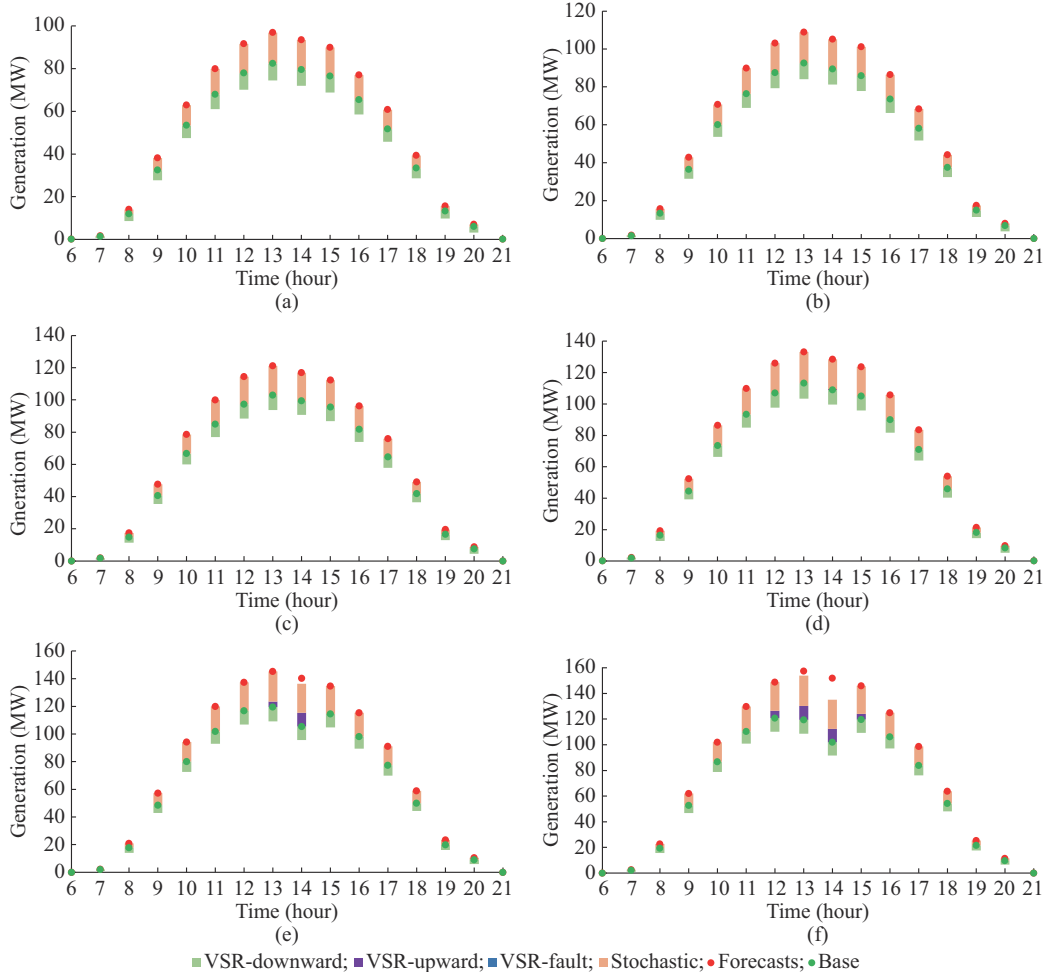 100
80
60
40
20
0
Generation (MW)
6 7 8 9 10 11 12 13 14 15 16 17 18 19 20 21
Time (hour)
(a)
120
100
80
60
40
20
0
Generation (MW)
6 7 8 9 10 11 12 13 14 15 16 17 18 19 20 21
Time (hour)
(b)
140
120
100
80
60
40
20
0
Gneration (MW)
6 7 8 9 10 11 12 13 14 15 16 17 18 19 20 21
Time (hour)
(c)
140
120
100
80
60
40
20
0
Generation (MW)
6 7 8 9 10 11 12 13 14 15 16 17 18 19 20 21
Time (hour)
(d)
160
140
120
100
80
60
40
20
0
Generation (MW)
6 7 8 9 10 11 12 13 14 15 16 17 18 19 20 21
Time (hour)
(e)
160
140
120
100
80
60
40
20
0
Generation (MW)
6 7 8 9 10 11 12 13 14 15 16 17 18 19 20 21
Time (hour)
(f)
VSR-downward; VSR-upward; VSR-fault; Stochastic; Forecasts; Base